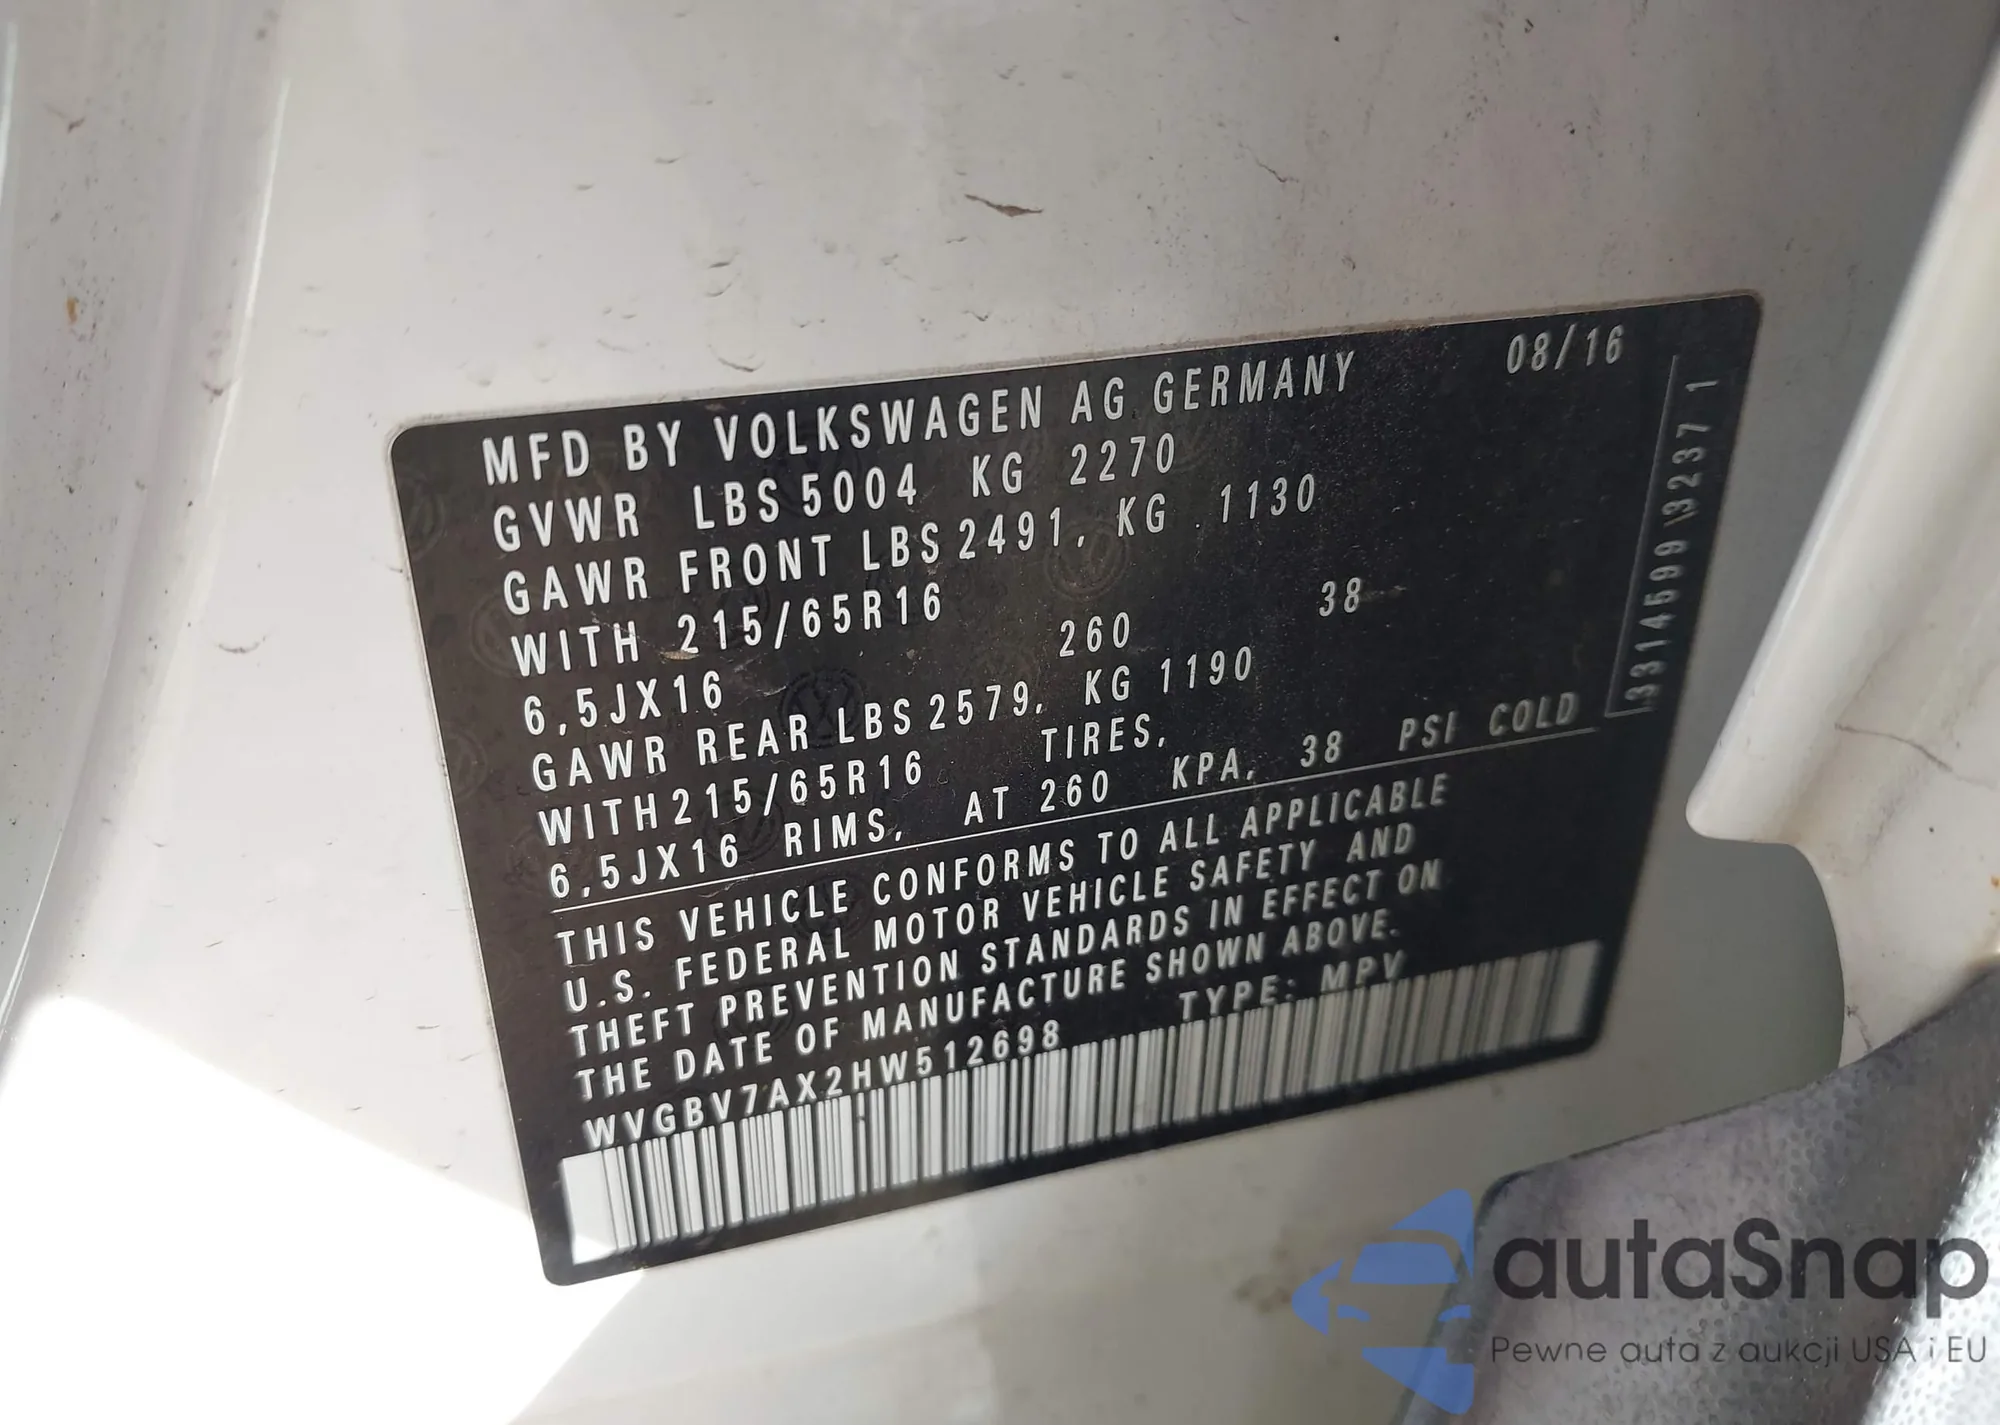 MFD BY VOLKSWAGEN AG GERMANY 08/16
GVWR LBS 5004 KG 2270
GAWR FRONT LBS 2491, KG 1130
WITH 215/65R16
6,5JX16 260 38
GAWR REAR LBS 2579, KG 1190
WITH 215/65R16 TIRES,
6,5JX16 RIMS, AT 260 KPA, 38 PSI COLD
THIS VEHICLE CONFORMS TO ALL APPLICABLE
U.S. FEDERAL MOTOR VEHICLE SAFETY AND
THEFT PREVENTION STANDARDS IN EFFECT ON
THE DATE OF MANUFACTURE SHOWN ABOVE.
WVGBV7AX2HW512698 TYPE: MPV
autaSnap
Pewne auta z aukcji USA i EU